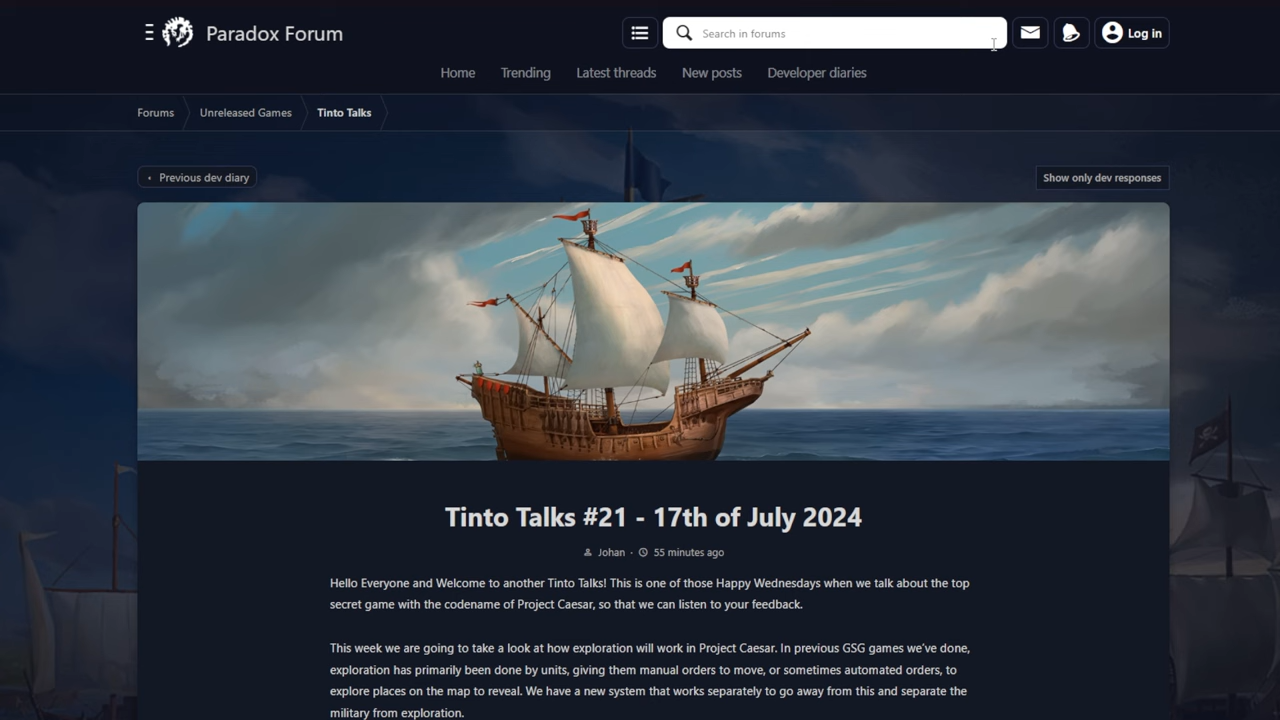 Paradox Forum
Search in forums
Log in
Home Trending Latest threads New posts Developer diaries
Forums Unreleased Games Tinto Talks
Previous dev diary
Show only dev responses
Tinto Talks #21 - 17th of July 2024
Johan · 55 minutes ago
Hello Everyone and Welcome to another Tinto Talks! This is one of those Happy Wednesdays when we talk about the top
secret game with the codename of Project Caesar, so that we can listen to your feedback.
This week we are going to take a look at how exploration will work in Project Caesar. In previous GSG games we've done,
exploration has primarily been done by units, giving them manual orders to move, or sometimes automated orders, to
explore places on the map to reveal. We have a new system that works separately to go away from this and separate the
military from exploration.